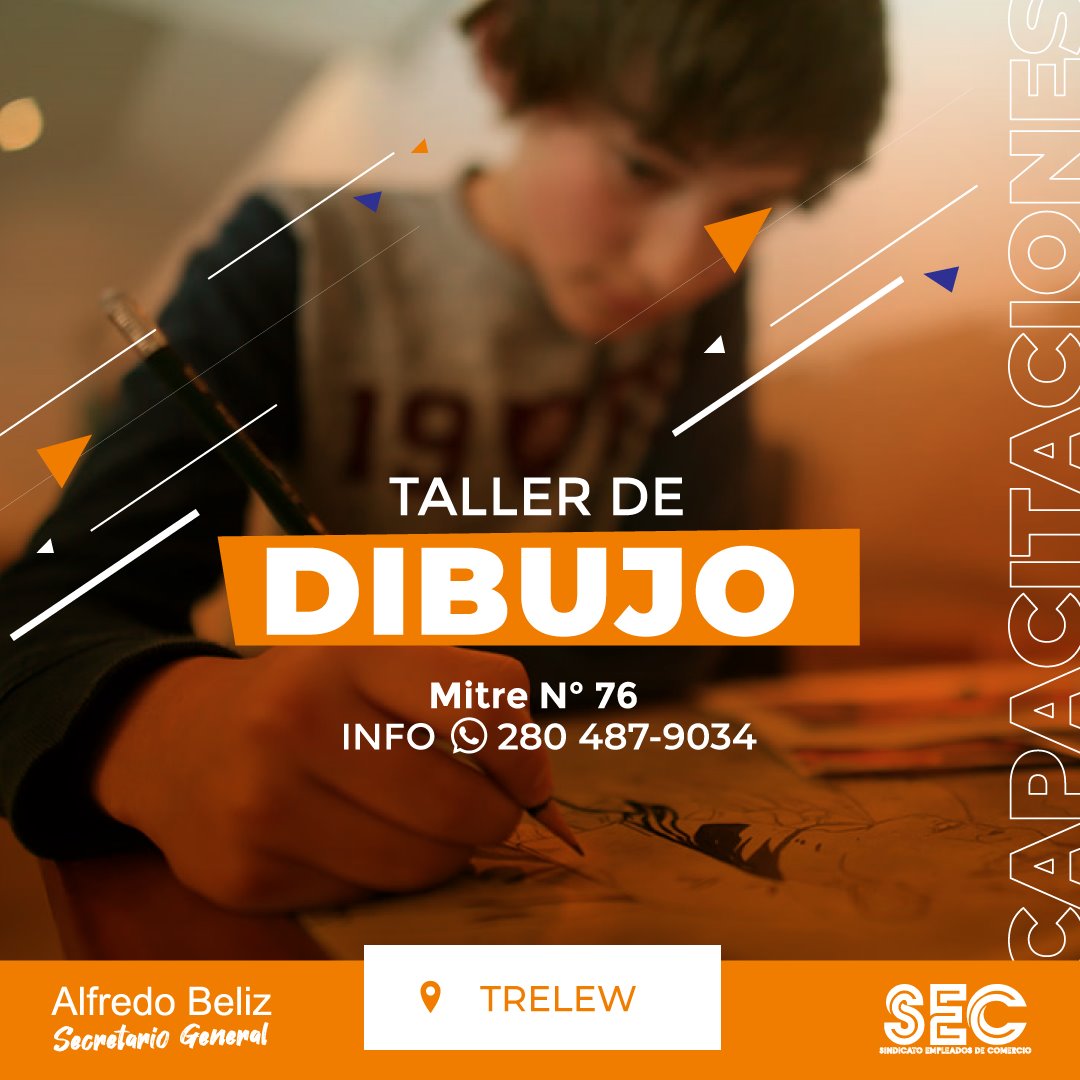 CAPACITACIONES
19
TALLER DE
DIBUJO
Mitre N° 76
INFO 280 487-9034
Alfredo Beliz
Secretario General
TRELEW
SEC
SINDICATO EMPLEADOS DE COMERCIO